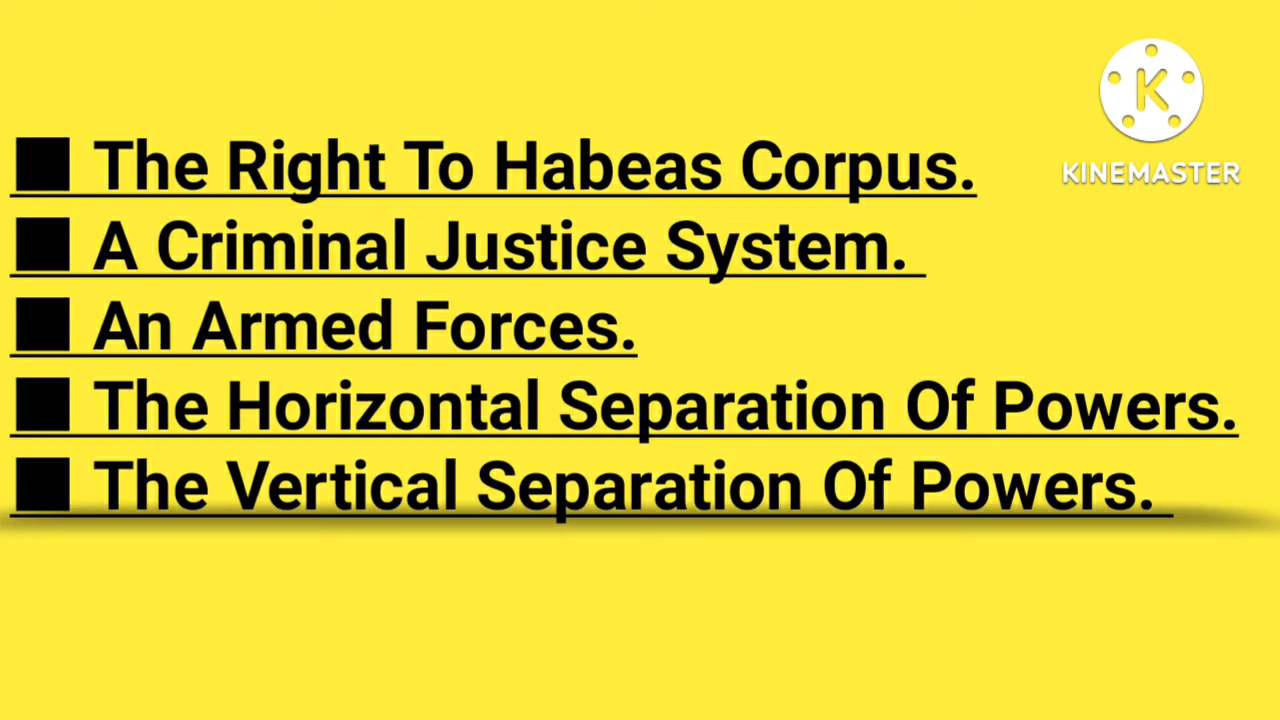 ■ The Right To Habeas Corpus.
■ A Criminal Justice System.
■ An Armed Forces.
■ The Horizontal Separation Of Powers.
■ The Vertical Separation Of Powers.
K
KINEMASTER